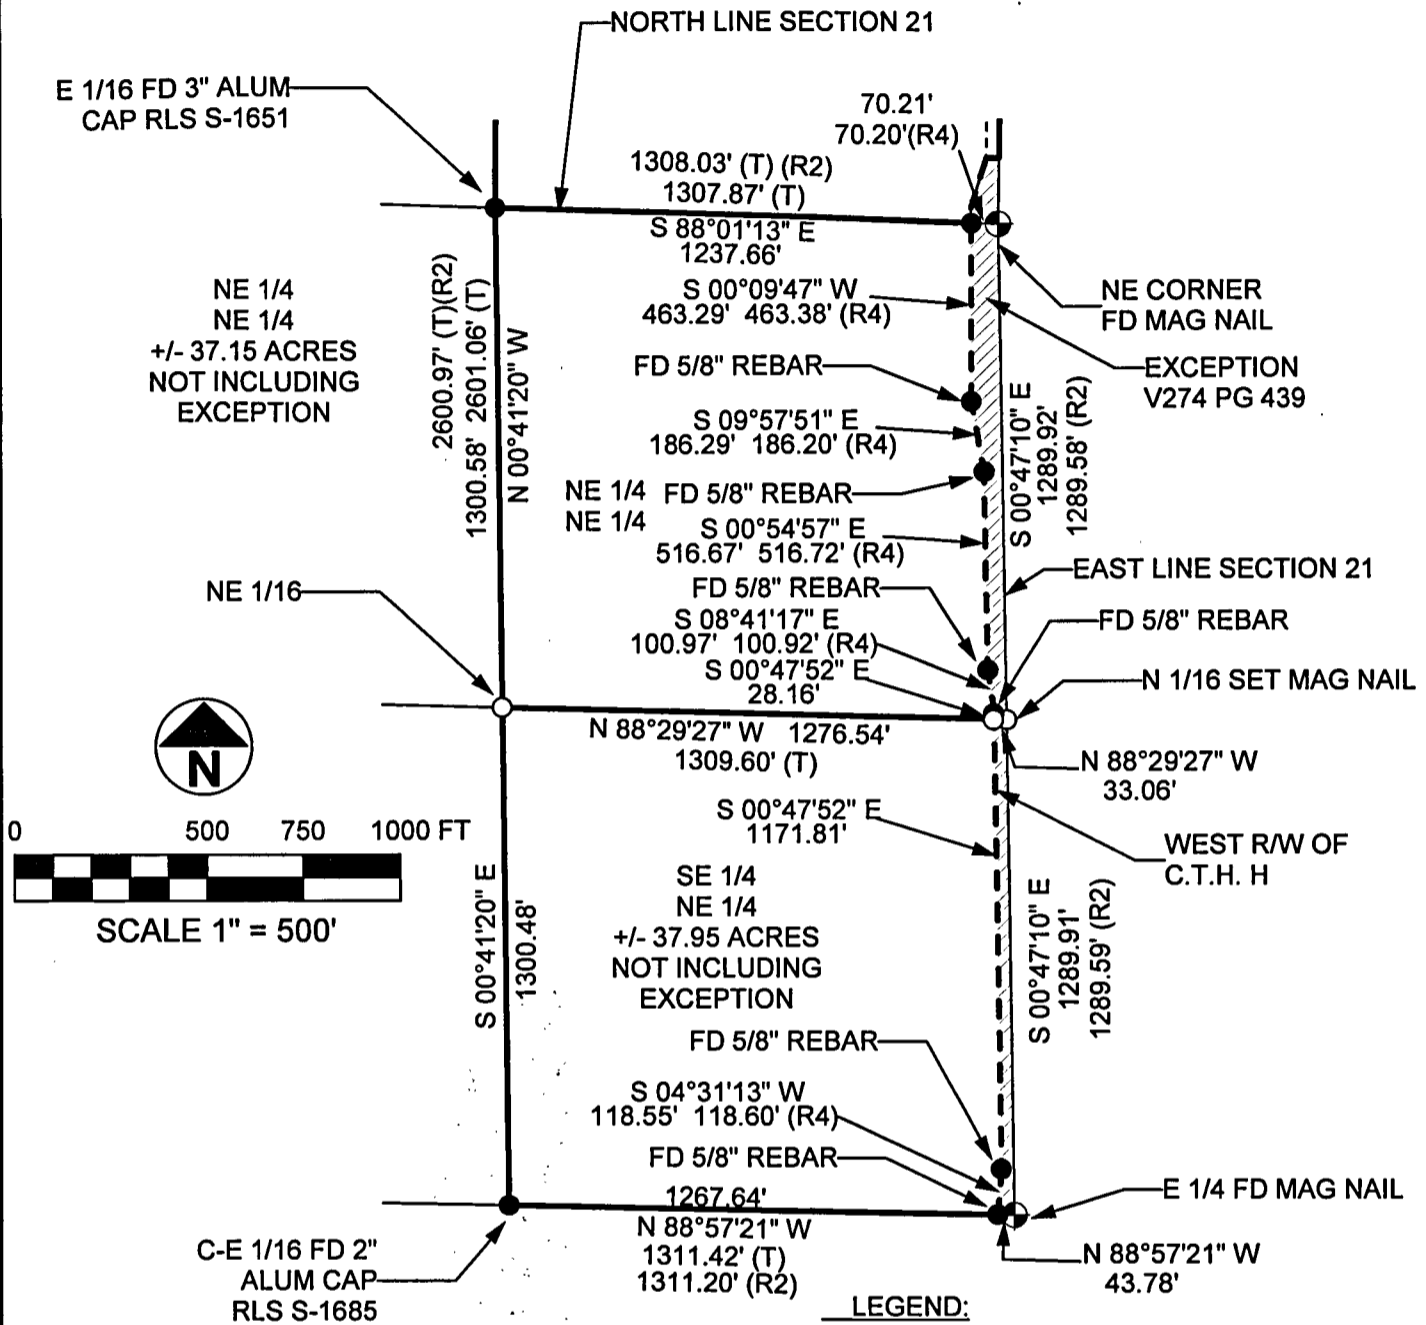 NORTH LINE SECTION 21
E 1/16 FD 3" ALUM
CAP RLS S-1651
70.21'
70.20'(R4)
1308.03' (T) (R2)
1307.87' (T)
S 88°01'13" E
1237.66'
NE 1/4
NE 1/4
+/- 37.15 ACRES
NOT INCLUDING
EXCEPTION
2600.97' (T)(R2)
1300.58' 2601.06' (T)
N 00°41'20" W
S 00°09'47" W
463.29' 463.38' (R4)
NE CORNER
FD MAG NAIL
FD 5/8" REBAR
EXCEPTION
V274 PG 439
S 09°57'51" E
186.29' 186.20' (R4)
S 00°47'10" E
1289.92'
1289.58' (R2)
NE 1/4
NE 1/4
FD 5/8" REBAR
S 00°54'57" E
516.67' 516.72' (R4)
EAST LINE SECTION 21
NE 1/16
FD 5/8" REBAR
FD 5/8" REBAR
S 08°41'17" E
100.97' 100.92' (R4)
S 00°47'52" E
28.16'
N 1/16 SET MAG NAIL
N 88°29'27" W 1276.54'
1309.60' (T)
N 88°29'27" W
33.06'
N
0 500 750 1000 FT
SCALE 1" = 500'
S 00°47'52" E
1171.81'
WEST R/W OF
C.T.H. H
S 00°41'20" E
1300.48'
SE 1/4
NE 1/4
+/- 37.95 ACRES
NOT INCLUDING
EXCEPTION
S 00°47'10" E
1289.91'
1289.59' (R2)
FD 5/8" REBAR
S 04°31'13" W
118.55' 118.60' (R4)
FD 5/8" REBAR
1267.64'
N 88°57'21" W
1311.42' (T)
1311.20' (R2)
E 1/4 FD MAG NAIL
C-E 1/16 FD 2"
ALUM CAP
RLS S-1685
N 88°57'21" W
43.78'
LEGEND: